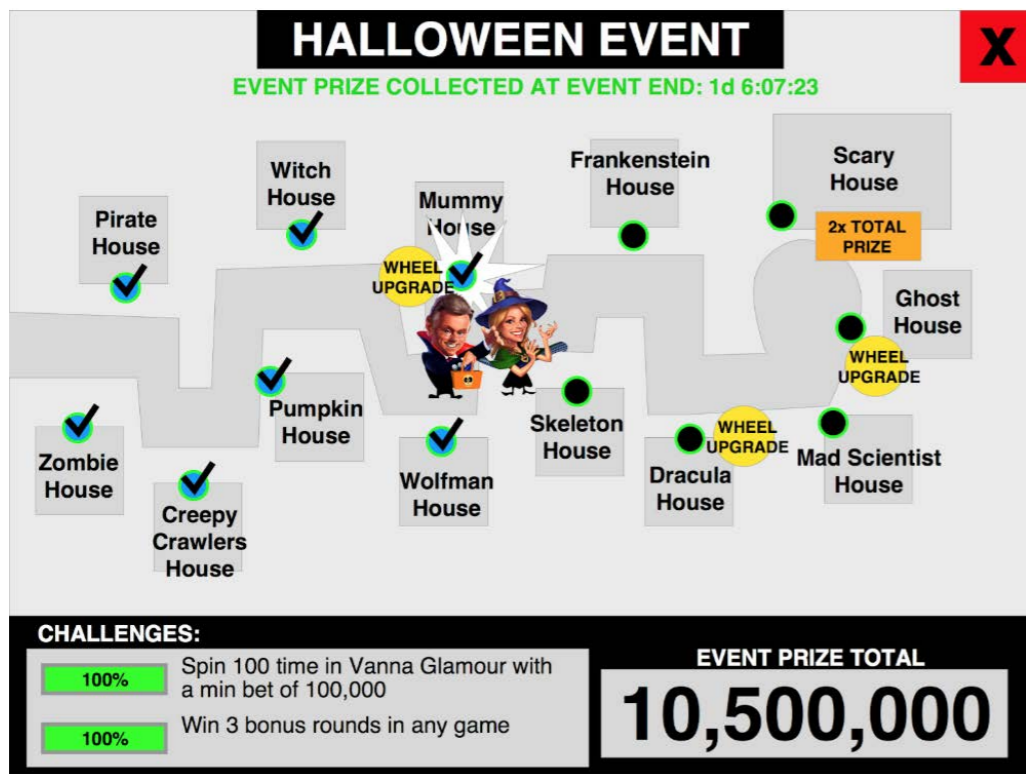 HALLOWEEN EVENT
X
EVENT PRIZE COLLECTED AT EVENT END: 1d 6:07:23
Pirate
House
Witch
House
Mummy
House
Frankenstein
House
Scary
House
2x TOTAL
PRIZE
WHEEL
UPGRADE
Ghost
House
WHEEL
UPGRADE
Zombie
House
Creepy
Crawlers
House
Pumpkin
House
Wolfman
House
Skeleton
House
Dracula
House
WHEEL
UPGRADE
Mad Scientist
House
CHALLENGES:
100%
Spin 100 time in Vanna Glamour with
a min bet of 100,000
100%
Win 3 bonus rounds in any game
EVENT PRIZE TOTAL
10,500,000